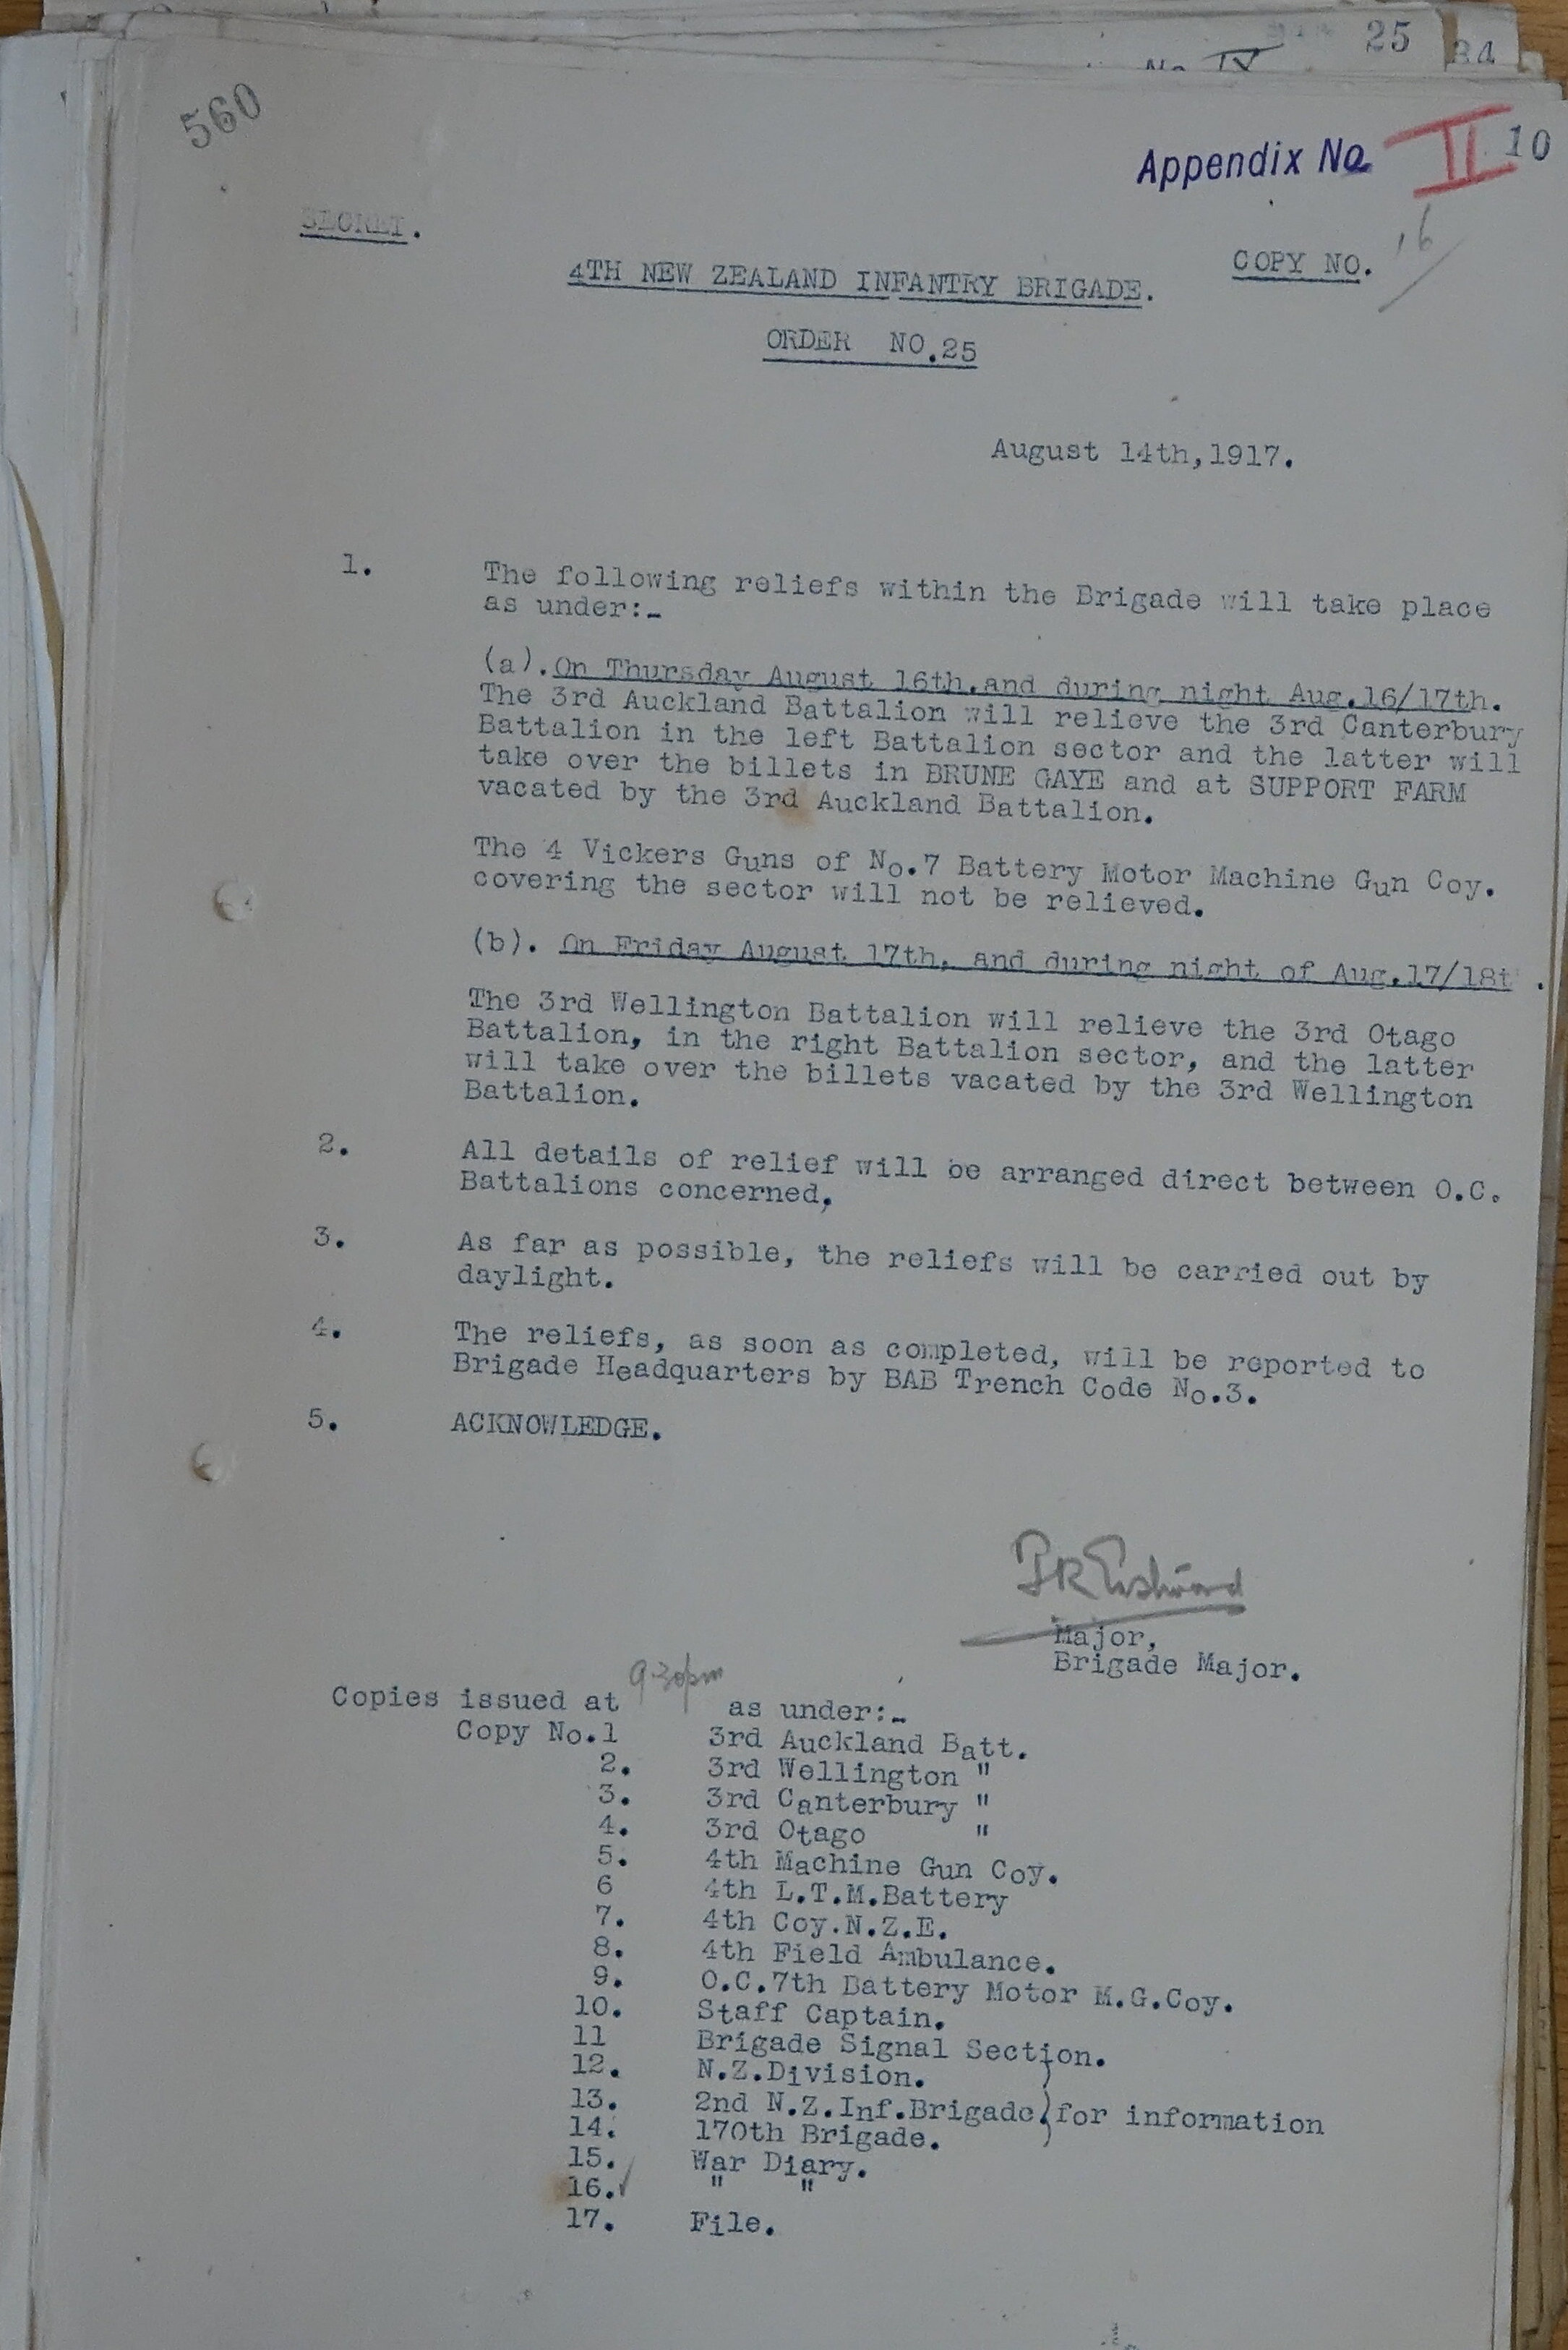 25
34
No IV
560
Appendix No II 10
SECRET.
COPY NO. 16
4TH NEW ZEALAND INFANTRY BRIGADE.
ORDER NO.25
August 14th,1917.
1. The following reliefs within the Brigade will take place
as under:-
(a).On Thursday August 16th.and during night Aug.16/17th.
The 3rd Auckland Battalion will relieve the 3rd Canterbury
Battalion in the left Battalion sector and the latter will
take over the billets in BRUNE GAYE and at SUPPORT FARM
vacated by the 3rd Auckland Battalion.
The 4 Vickers Guns of No.7 Battery Motor Machine Gun Coy.
covering the sector will not be relieved.
(b). On Friday August 17th, and during night of Aug.17/18t .
The 3rd Wellington Battalion will relieve the 3rd Otago
Battalion, in the right Battalion sector, and the latter
will take over the billets vacated by the 3rd Wellington
Battalion.
2. All details of relief will be arranged direct between O.C.
Battalions concerned,
3. As far as possible, the reliefs will be carried out by
daylight.
4. The reliefs, as soon as completed, will be reported to
Brigade Headquarters by BAB Trench Code No.3.
5. ACKNOWLEDGE.
Major,
Brigade Major.
Copies issued at 9.30pm as under:-
Copy No.1 3rd Auckland Batt.
2. 3rd Wellington "
3. 3rd Canterbury "
4. 3rd Otago "
5. 4th Machine Gun Coy.
6 4th L.T.M.Battery
7. 4th Coy.N.Z.E.
8. 4th Field Ambulance.
9. O.C.7th Battery Motor M.G.Coy.
10. Staff Captain.
11 Brigade Signal Section.
12. N.Z.Division. )
13. 2nd N.Z.Inf.Brigade.)for information
14. 170th Brigade. )
15. War Diary.
16.✓ " "
17. File.